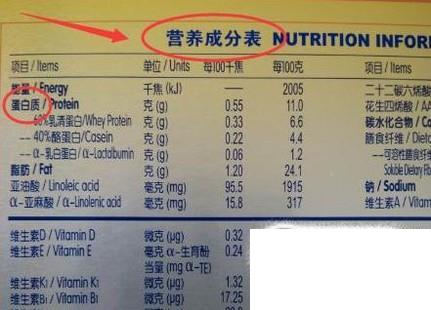 营养成分表 NUTRITION INFOR
项目 / Items 单位 / Units 每100千焦 每100克
能量 / Energy 千焦 (kJ) —— 2005 二十二碳六烯酸
蛋白质 / Protein 克 (g) 0.55 11.0 花生四烯酸 / AA
60%乳清蛋白/Whey Protein 克 (g) 0.33 6.6 碳水化合物 / Ca
-- 40%酪蛋白/Casein 克 (g) 0.22 4.4 膳食纤维 / Dieta
-- α-乳白蛋白 / α-Lactalbumin 克 (g) 0.06 1.2 --可溶性膳食纤维
脂肪 / Fat 克 (g) 1.20 24.1 Soluble Dietary Fib
亚油酸 / Linoleic acid 毫克 (mg) 95.5 1915 钠 / Sodium
α-亚麻酸 / α-Linolenic acid 毫克 (mg) 15.8 317 维生素A / Vitam
维生素D / Vitamin D 微克 (μg) 0.32
维生素E / Vitamin E 毫克 α-生育酚 0.24
当量 (mg α-TE)
维生素K₁ / Vitamin K₁ 微克 (μg) 1.32
维生素B₁ / Vitamin B₁ 微克 (μg) 17.25